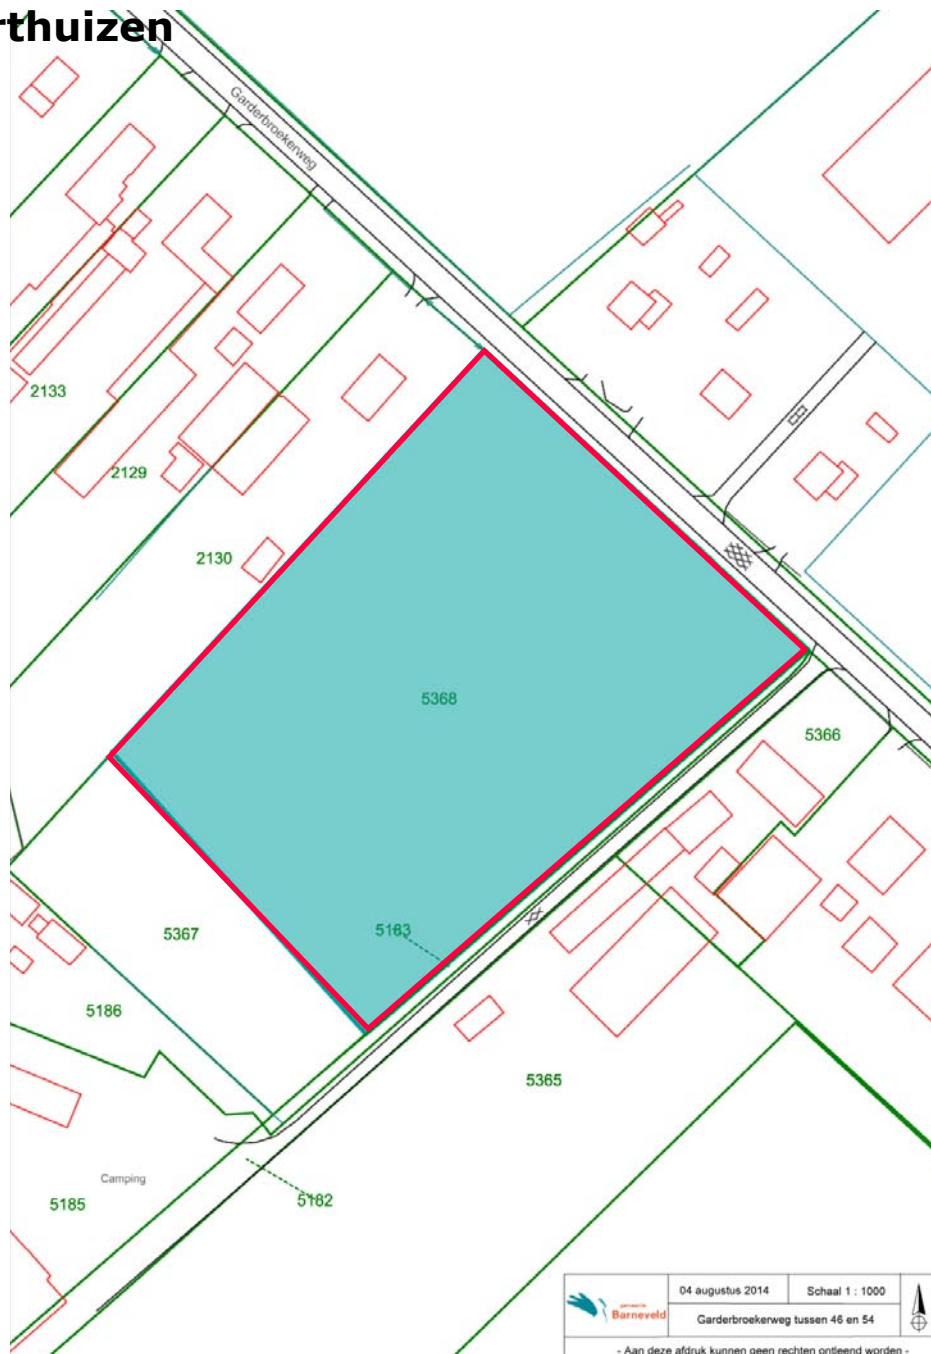 rthuizen
Garderbroekerweg
2133
2129
2130
5368
5366
5367
5183
5186
5365
Camping
5185
5182
gemeente
Barneveld
04 augustus 2014
Schaal 1 : 1000
Garderbroekerweg tussen 46 en 54
- Aan deze afdruk kunnen geen rechten ontleend worden -